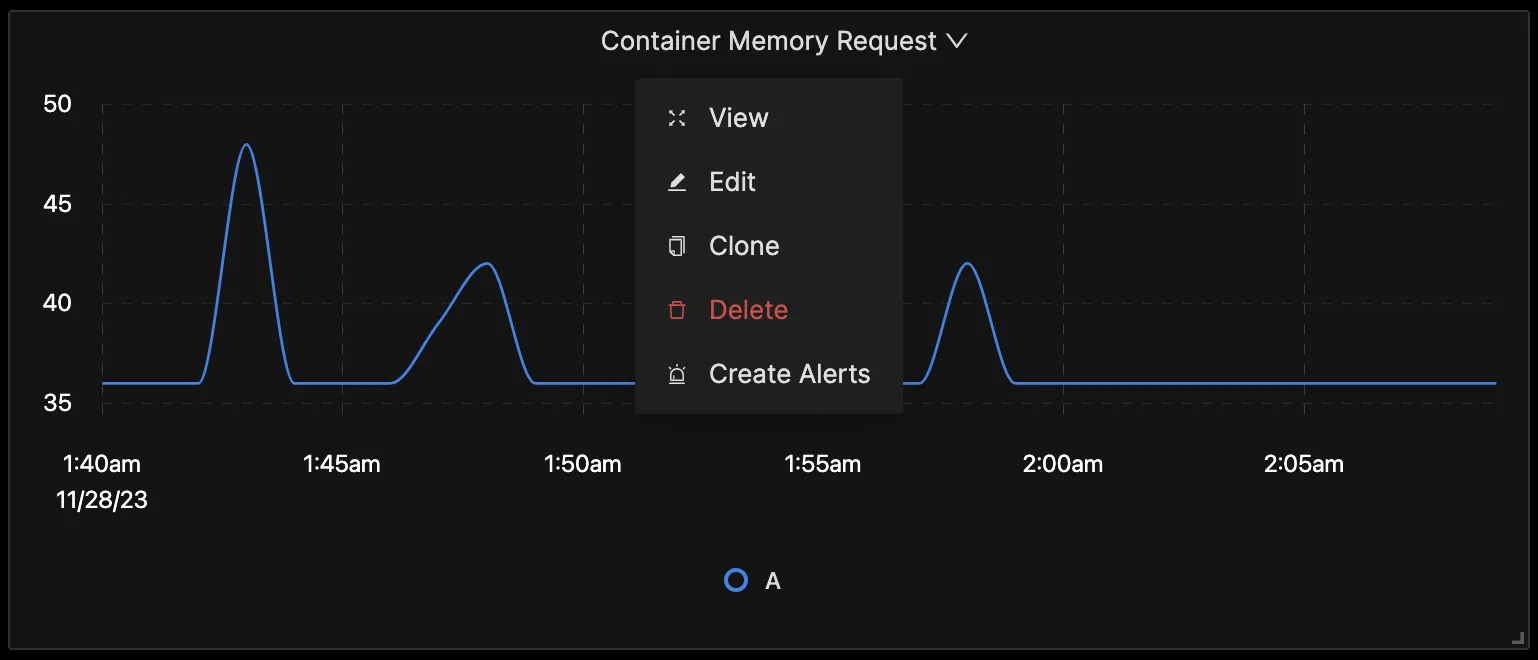 Container Memory Request
View
Edit
Clone
Delete
Create Alerts
50
45
40
35
1:40am 1:45am 1:50am 1:55am 2:00am 2:05am
11/28/23
A